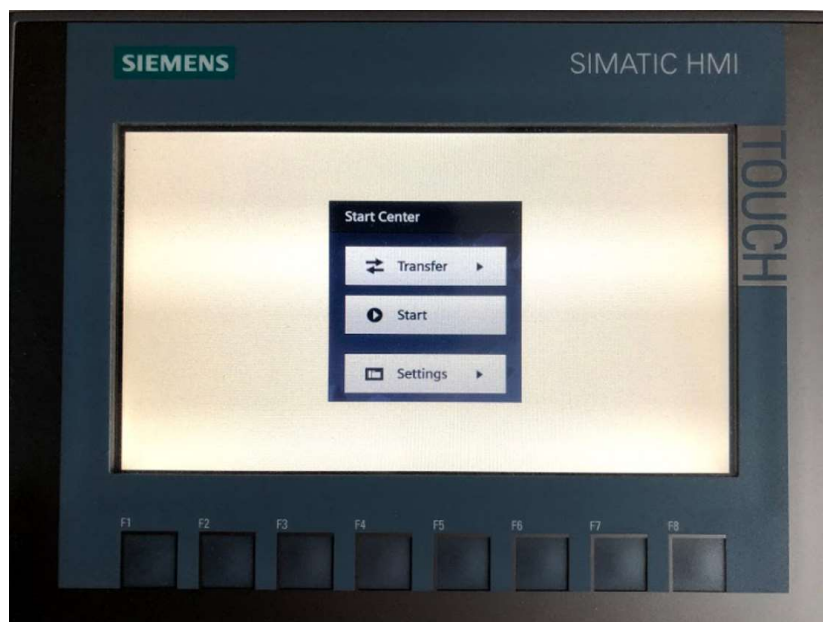 SIEMENS
SIMATIC HMI
TOUCH
Start Center
Transfer
Start
Settings
F1 F2 F3 F4 F5 F6 F7 F8